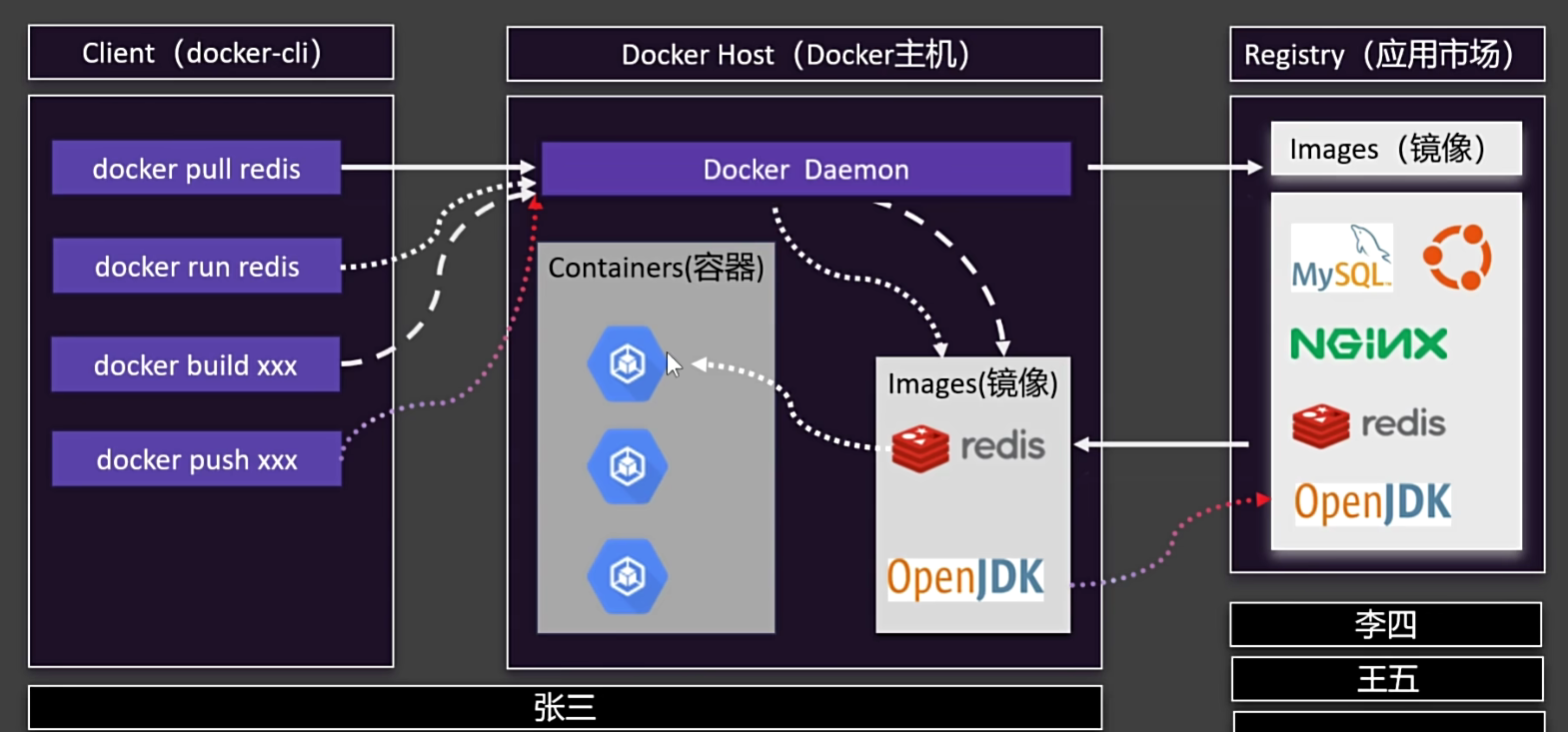 Client（docker-cli）
Docker Host（Docker主机）
Registry（应用市场）
docker pull redis
docker run redis
docker build xxx
docker push xxx
Docker Daemon
Containers(容器)
Images(镜像)
redis
OpenJDK
Images（镜像）
MySQL
NGINX
redis
OpenJDK
张三
李四
王五